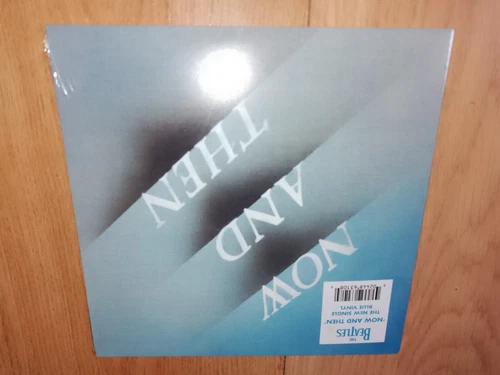 NOW
AND
THEN
THE
BEATLES
'NOW AND THEN'
THE NEW SINGLE
BLUE VINYL